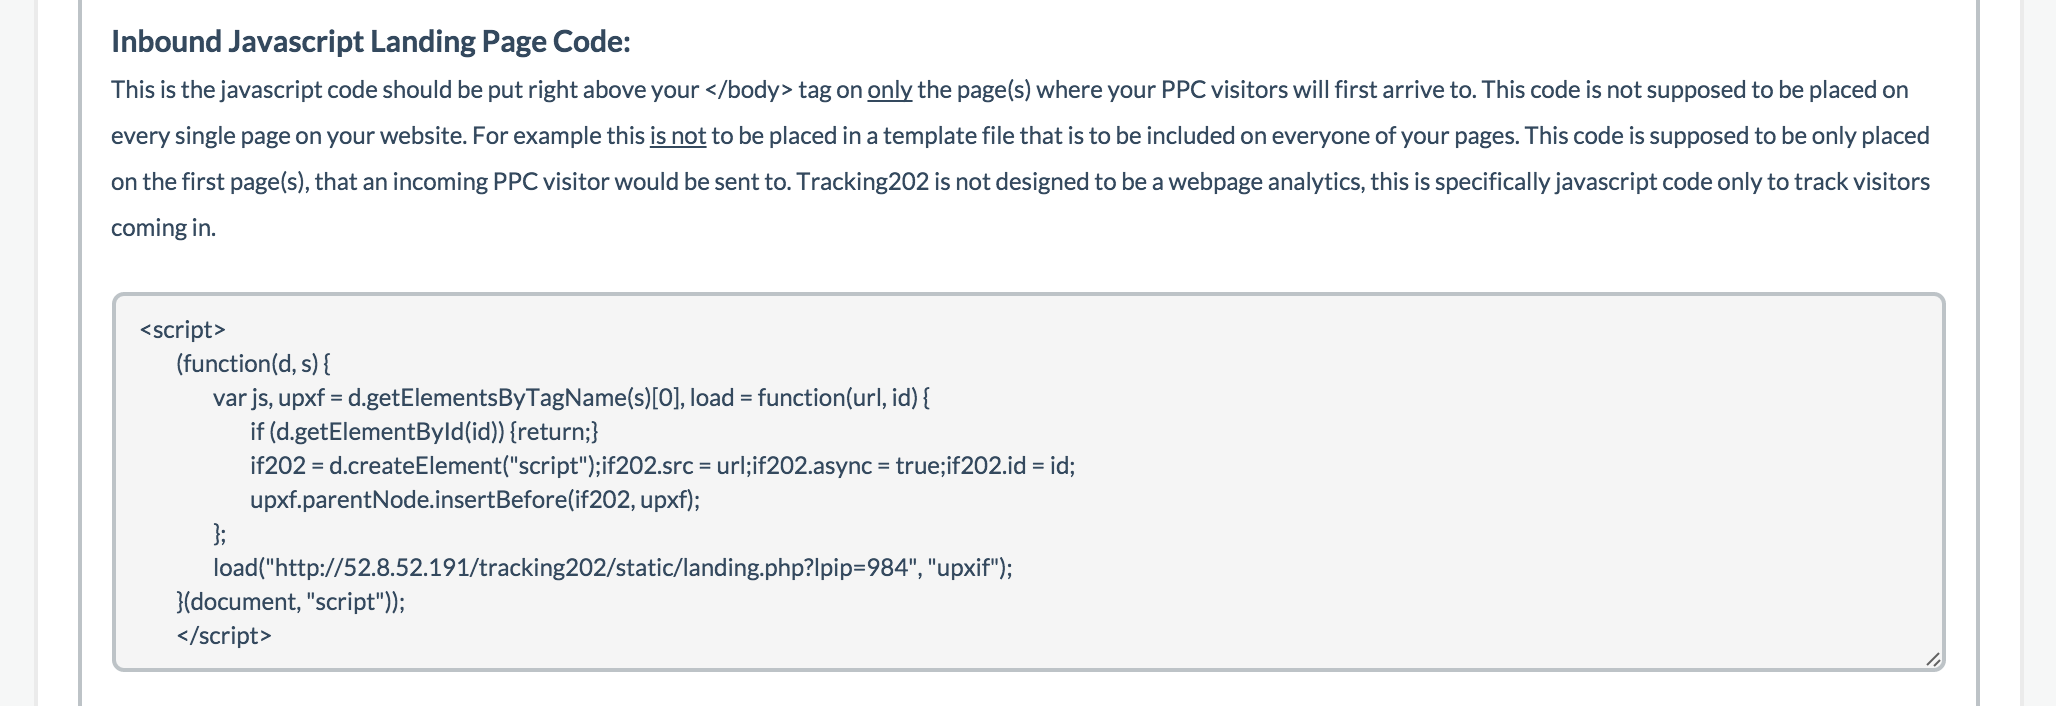 Inbound Javascript Landing Page Code:
This is the javascript code should be put right above your </body> tag on only the page(s) where your PPC visitors will first arrive to. This code is not supposed to be placed on
every single page on your website. For example this is not to be placed in a template file that is to be included on everyone of your pages. This code is supposed to be only placed
on the first page(s), that an incoming PPC visitor would be sent to. Tracking202 is not designed to be a webpage analytics, this is specifically javascript code only to track visitors
coming in.
<script>
(function(d, s) {
var js, upxf = d.getElementsByTagName(s)[0], load = function(url, id) {
if (d.getElementById(id)) {return;}
if202 = d.createElement("script");if202.src = url;if202.async = true;if202.id = id;
upxf.parentNode.insertBefore(if202, upxf);
};
load("http://52.8.52.191/tracking202/static/landing.php?lpip=984", "upxif");
}(document, "script"));
</script>